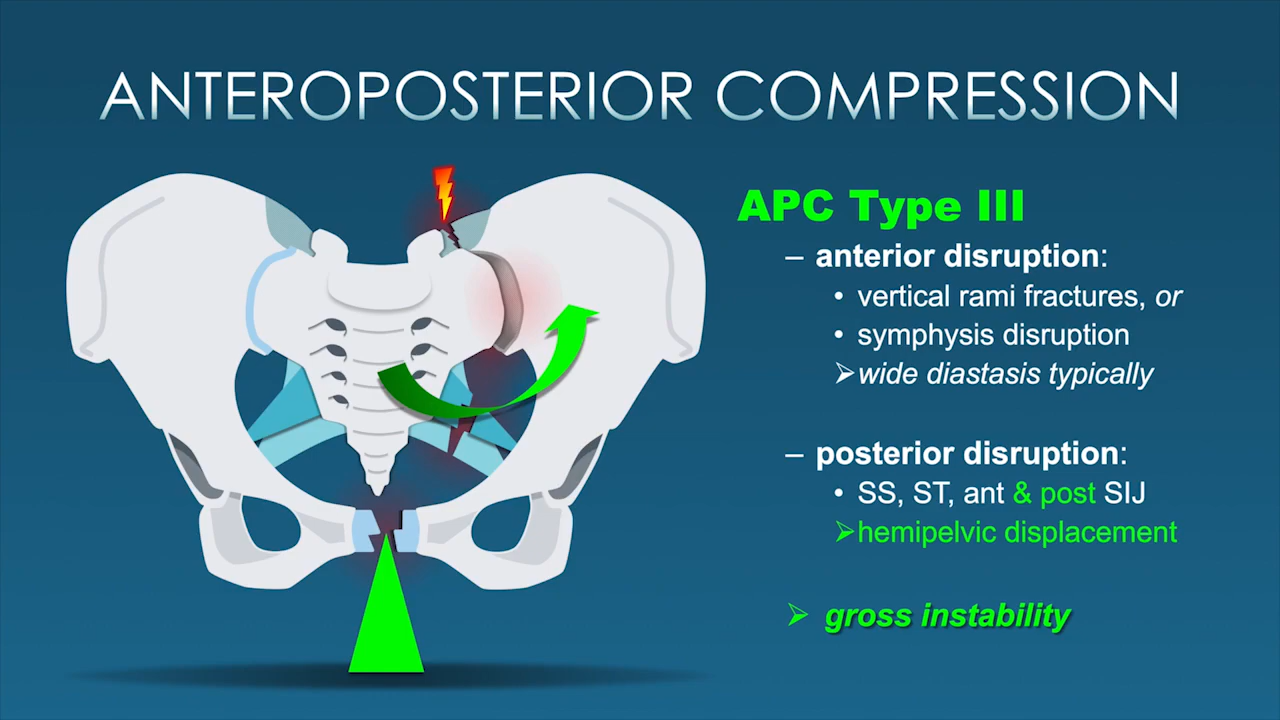 ANTEROPOSTERIOR COMPRESSION
APC Type III
– anterior disruption:
• vertical rami fractures, or
• symphysis disruption
➢wide diastasis typically
– posterior disruption:
• SS, ST, ant & post SIJ
➢hemipelvic displacement
➢ gross instability